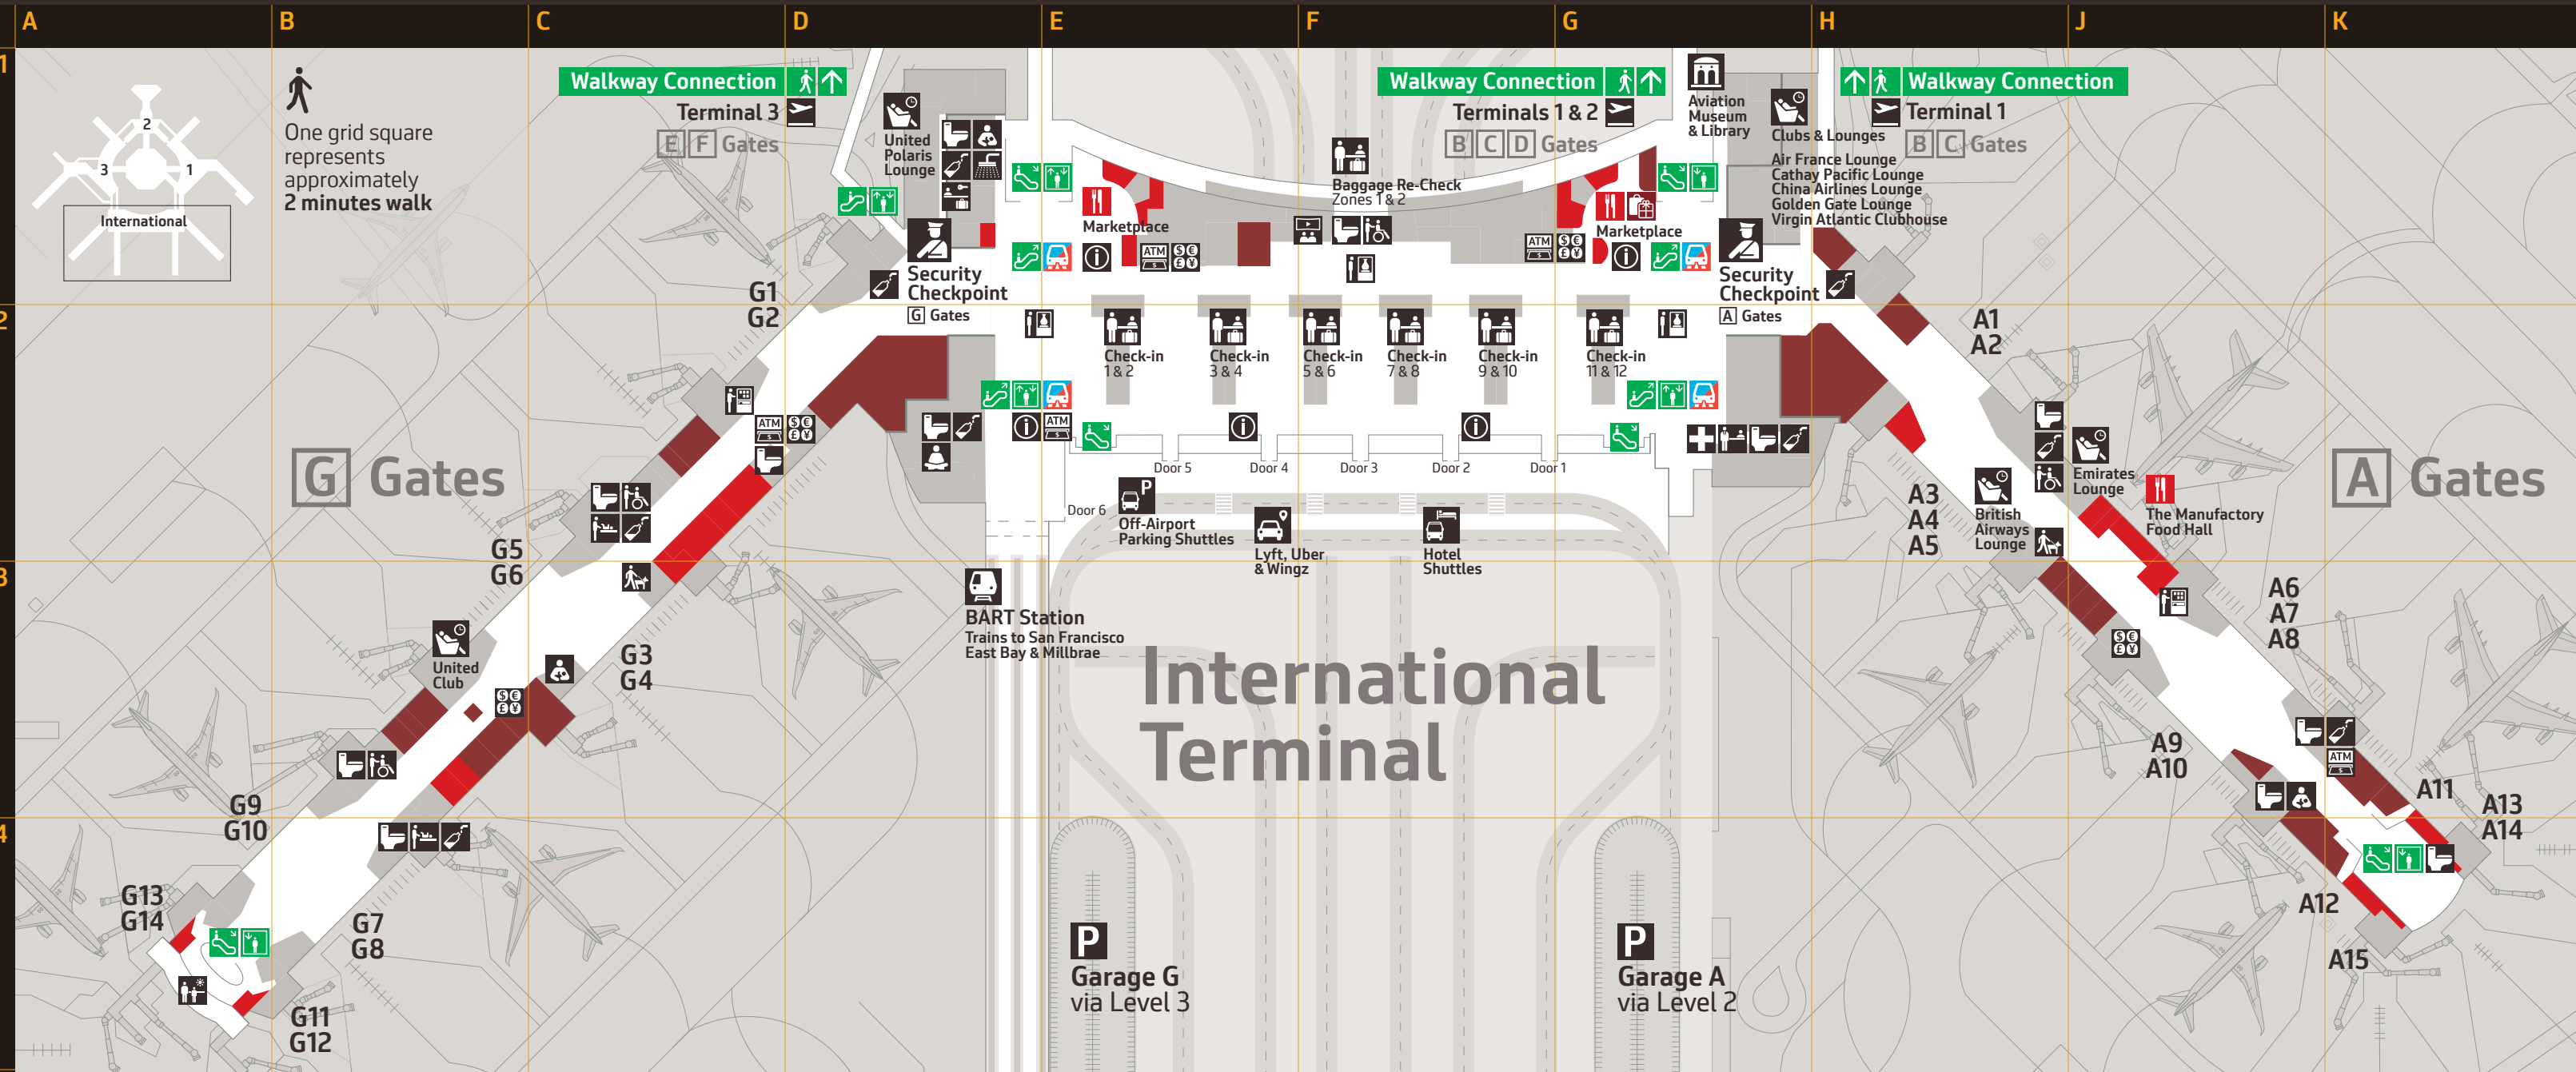 A B C D E F G H J K
1
2
3
4
2
3
1
International
One grid square
represents
approximately
2 minutes walk
Walkway Connection
Terminal 3
E F Gates
United
Polaris
Lounge
Security
Checkpoint
G Gates
Marketplace
i
ATM
$ €
£ ¥
Baggage Re-Check
Zones 1 & 2
Walkway Connection
Terminals 1 & 2
B C D Gates
Marketplace
ATM
$ €
£ ¥
i
Aviation
Museum
& Library
Clubs & Lounges
Air France Lounge
Cathay Pacific Lounge
China Airlines Lounge
Golden Gate Lounge
Virgin Atlantic Clubhouse
Security
Checkpoint
A Gates
Walkway Connection
Terminal 1
B C Gates
G1
G2
Check-in
1 & 2
Check-in
3 & 4
Check-in
5 & 6
Check-in
7 & 8
Check-in
9 & 10
Check-in
11 & 12
A1
A2
ATM
$ €
£ ¥
i
ATM
i
i
Door 5
Door 4
Door 3
Door 2
Door 1
Door 6
G Gates
A Gates
P
Off-Airport
Parking Shuttles
Lyft, Uber
& Wingz
Hotel
Shuttles
G5
G6
A3
A4
A5
British
Airways
Lounge
Emirates
Lounge
The Manufactory
Food Hall
BART Station
Trains to San Francisco
East Bay & Millbrae
United
Club
$ €
£ ¥
G3
G4
International
Terminal
$ €
£ ¥
A6
A7
A8
A9
A10
ATM
A11
A13
A14
G9
G10
G13
G14
G7
G8
G11
G12
P
Garage G
via Level 3
P
Garage A
via Level 2
A12
A15